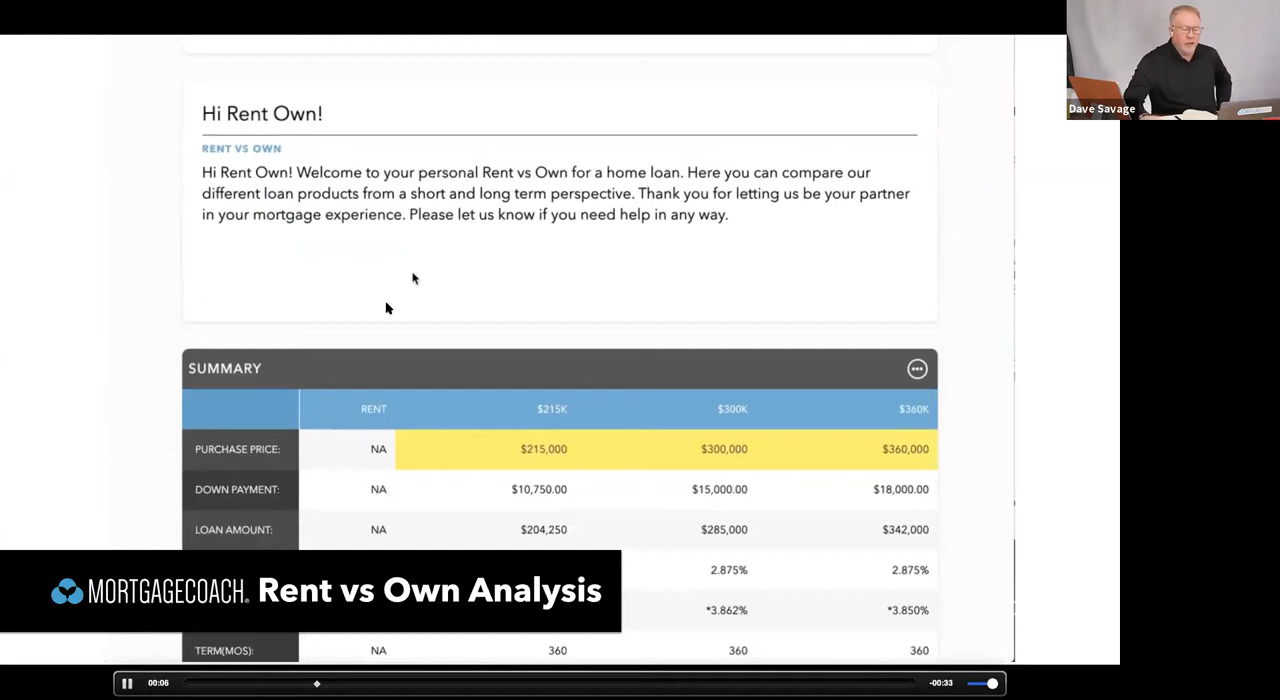 Dave Savage
Hi Rent Own!
RENT VS OWN
Hi Rent Own! Welcome to your personal Rent vs Own for a home loan. Here you can compare our
different loan products from a short and long term perspective. Thank you for letting us be your partner
in your mortgage experience. Please let us know if you need help in any way.
SUMMARY
RENT $215K $300K $360K
PURCHASE PRICE: NA $215,000 $300,000 $360,000
DOWN PAYMENT: NA $10,750.00 $15,000.00 $18,000.00
LOAN AMOUNT: NA $204,250 $285,000 $342,000
2.875% 2.875%
*3.862% *3.850%
MORTGAGECOACH® Rent vs Own Analysis
TERM(MOS): NA 360 360 360
00:06 -00:33